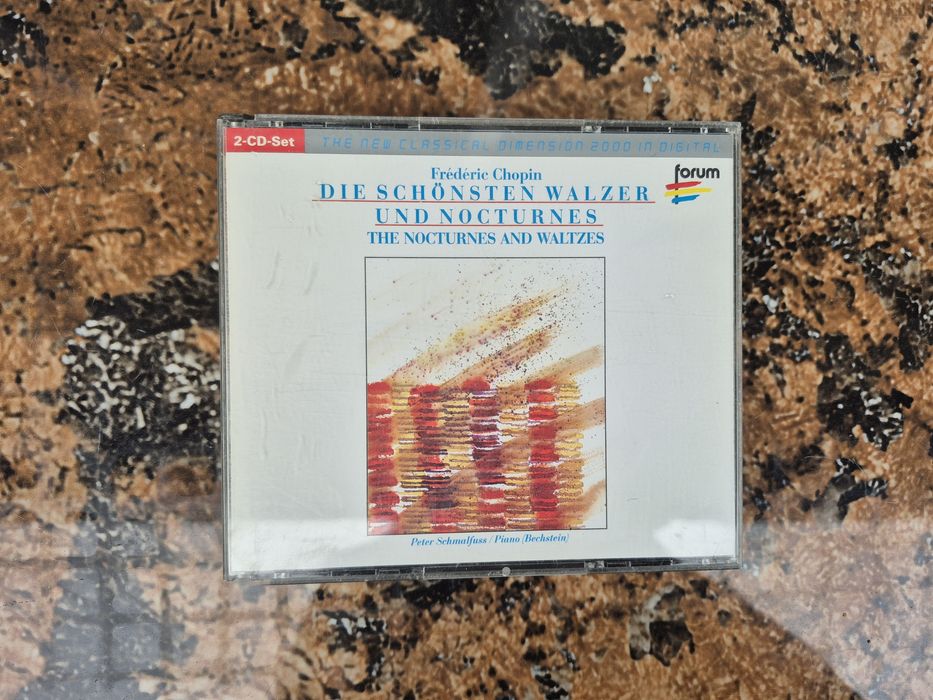 2-CD-Set
THE NEW CLASSICAL DIMENSION 2000 IN DIGITAL
forum
Frédéric Chopin
DIE SCHÖNSTEN WALZER
UND NOCTURNES
THE NOCTURNES AND WALTZES
Peter Schmalfuss / Piano (Bechstein)